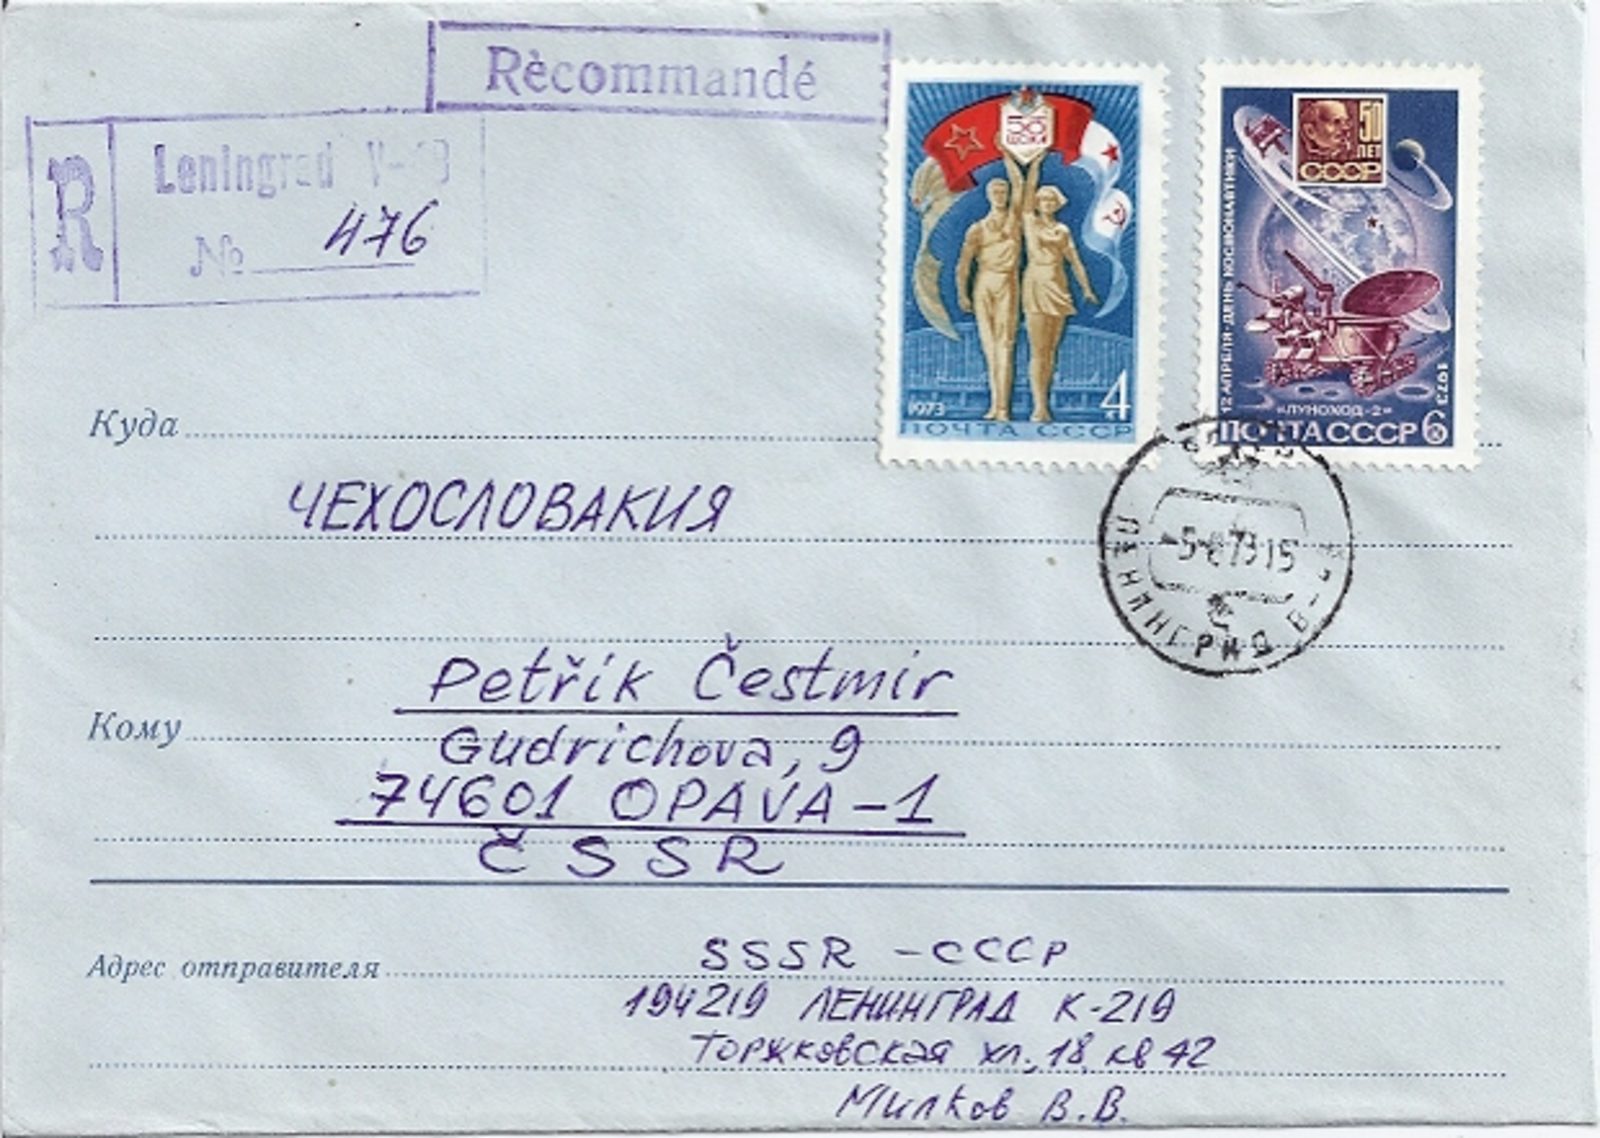 Rècommandé
R
Leningrad
№ 476
1973
4 к
ПОЧТА СССР
50
ЛЕТ
СССР
12 АПРЕЛЯ-ДЕНЬ КОСМОНАВТИКИ
1973
«ЛУНОХОД-2»
ПОЧТА СССР 6 к
Куда
ЧЕХОСЛОВАКИЯ
ЛЕНИНГРАД
Petřik Čestmir
Кому
Gudrichova, 9
74601 OPAVA-1
ČSSR
Адрес отправителя
SSSR - СССР
194219 ЛЕНИНГРАД К-219
Торжковская ул, 18, кв 42
Милков В.В.